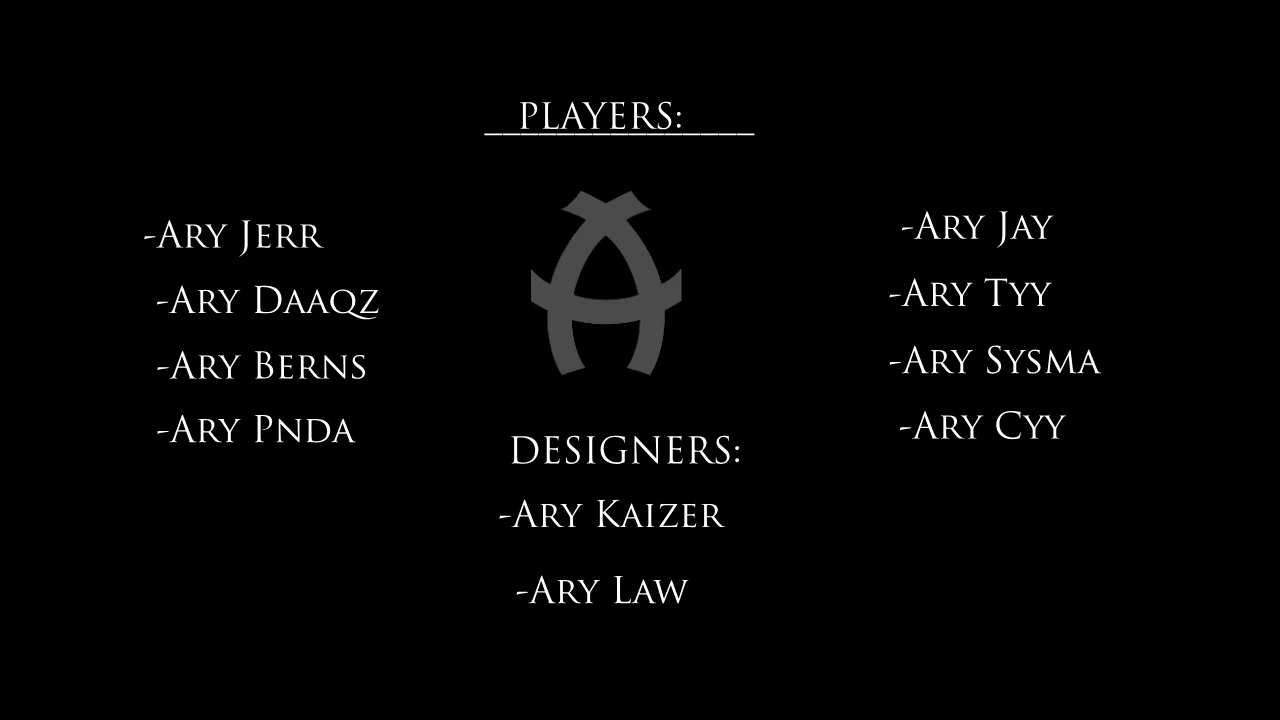 PLAYERS:
-Ary Jerr
-Ary Daaqz
-Ary Berns
-Ary Pnda
-Ary Jay
-Ary Tyy
-Ary Sysma
-Ary Cyy
DESIGNERS:
-Ary Kaizer
-Ary Law